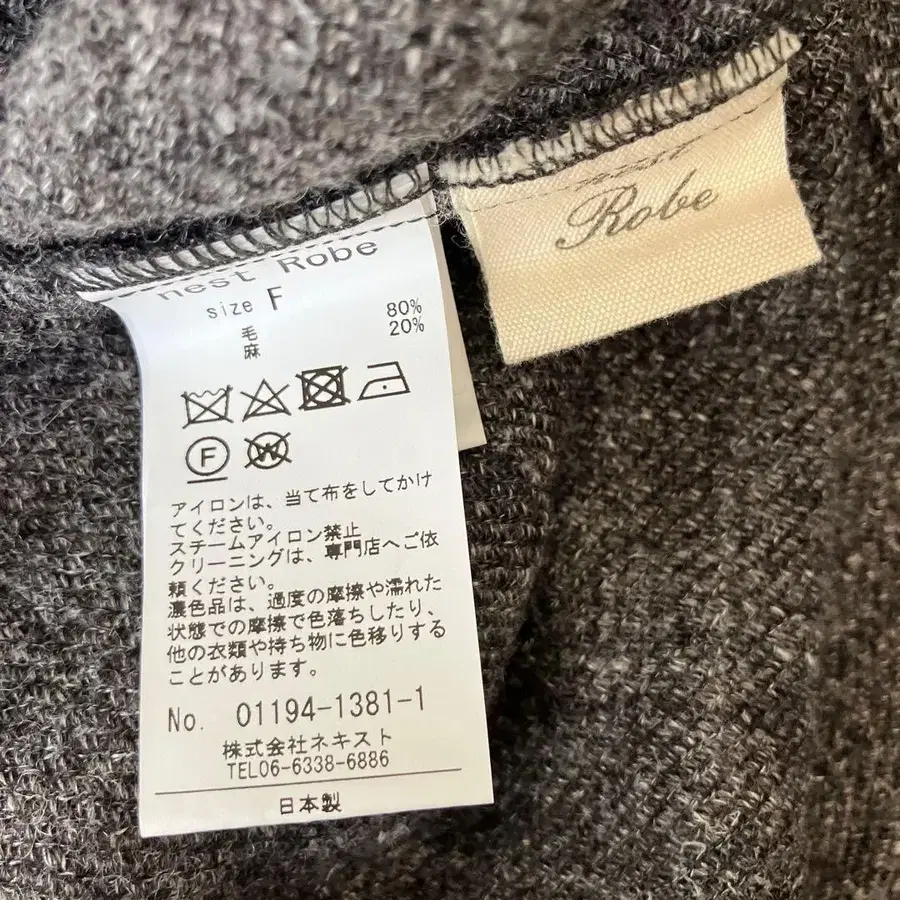 nest Robe
size F
毛 80%
麻 20%
F
W
アイロンは、当て布をしてかけ
てください。
スチームアイロン禁止
クリーニングは、専門店へご依
頼ください。
濃色品は、過度の摩擦や濡れた
状態での摩擦で色落ちしたり、
他の衣類や持ち物に色移りする
ことがあります。
No. 01194-1381-1
株式会社ネキスト
TEL06-6338-6886
日本製
nest
Robe